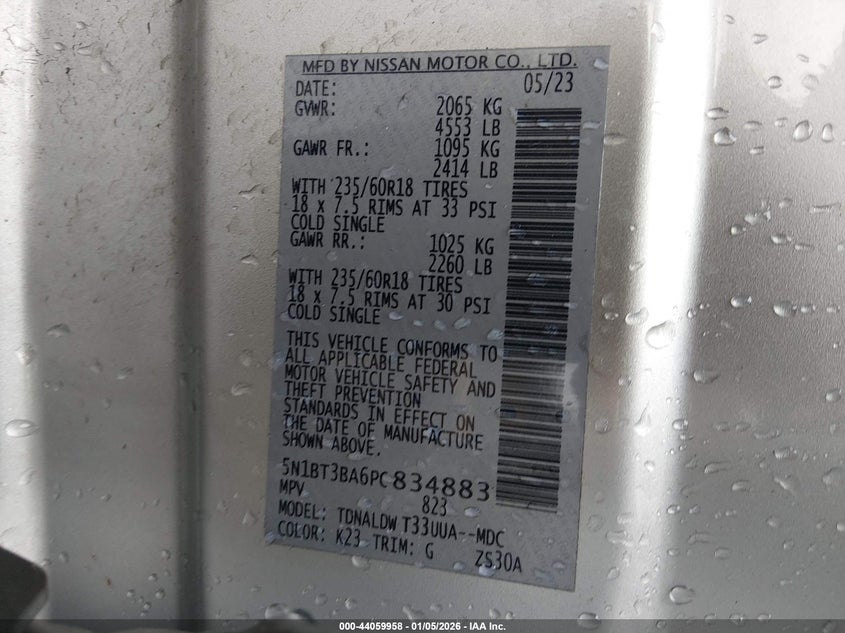 MFD BY NISSAN MOTOR CO., LTD.
DATE: 05/23
GVWR: 2065 KG
4553 LB
GAWR FR.: 1095 KG
2414 LB
WITH 235/60R18 TIRES
18 x 7.5 RIMS AT 33 PSI
COLD SINGLE
GAWR RR.: 1025 KG
2260 LB
WITH 235/60R18 TIRES
18 x 7.5 RIMS AT 30 PSI
COLD SINGLE
THIS VEHICLE CONFORMS TO
ALL APPLICABLE FEDERAL
MOTOR VEHICLE SAFETY AND
THEFT PREVENTION
STANDARDS IN EFFECT ON
THE DATE OF MANUFACTURE
SHOWN ABOVE.
5N1BT3BA6PC834883
MPV 823
MODEL: TDNALDW T33UUA--MDC
COLOR: K23 TRIM: G ZS30A
000-44059958 - 01/05/2026 - IAA Inc.